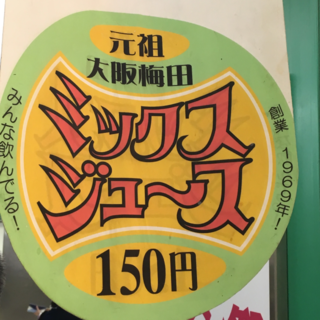 元祖
大阪梅田
ミックス
ジュース
150円
みんな飲んでる!
創業 1969年!